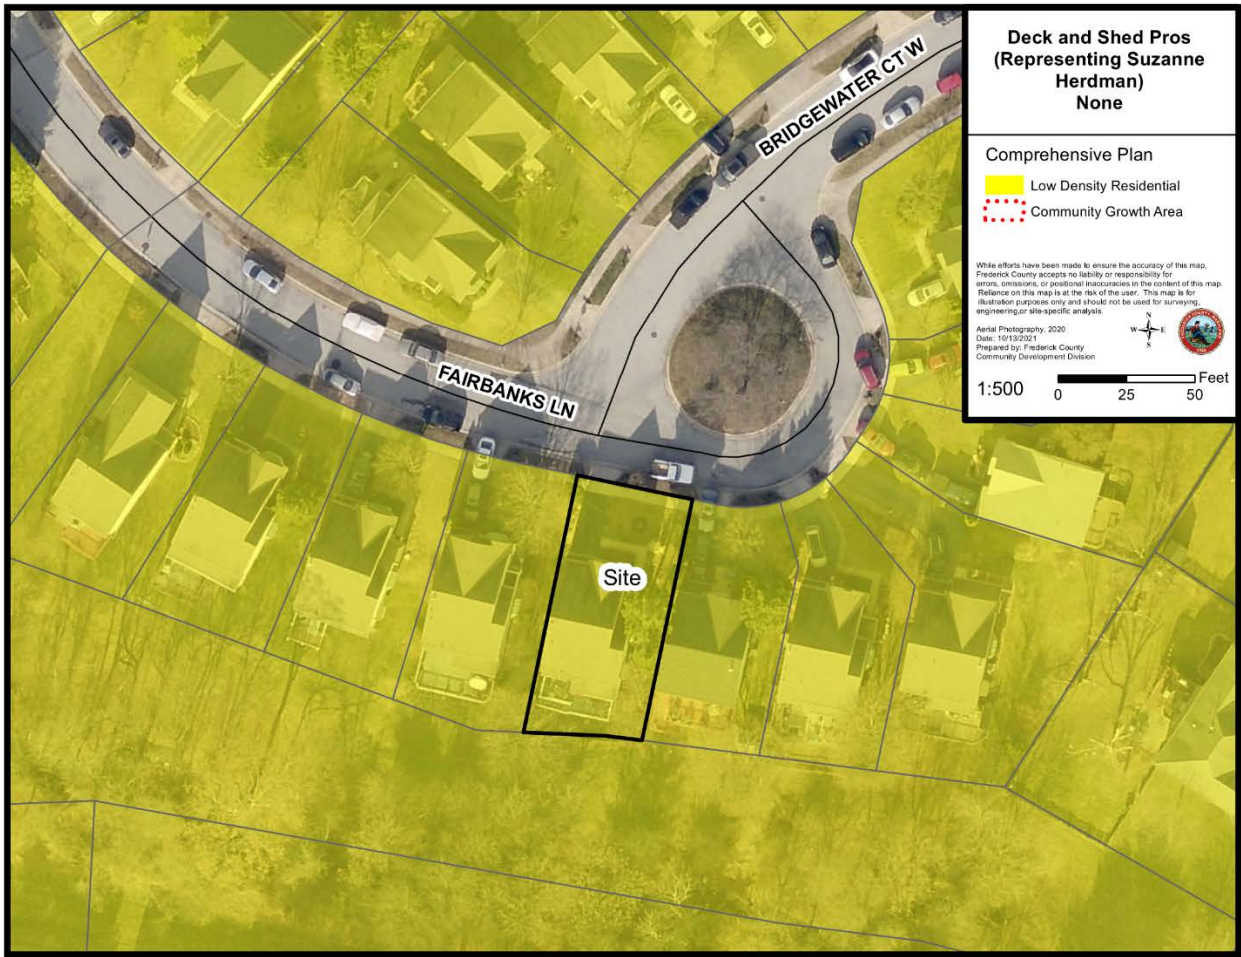 Deck and Shed Pros
(Representing Suzanne
Herdman)
None
Comprehensive Plan
Low Density Residential
Community Growth Area
While efforts have been made to ensure the accuracy of this map,
Frederick County accepts no liability or responsibility for
errors, omissions, or positional inaccuracies in the content of this map.
Reliance on this map is at the risk of the user. This map is for
illustration purposes only and should not be used for surveying,
engineering,or site-specific analysis.
Aerial Photography, 2020
Date: 10/13/2021
Prepared by: Frederick County
Community Development Division
N
W E
S
1:500
Feet
0 25 50
BRIDGEWATER CT W
FAIRBANKS LN
Site